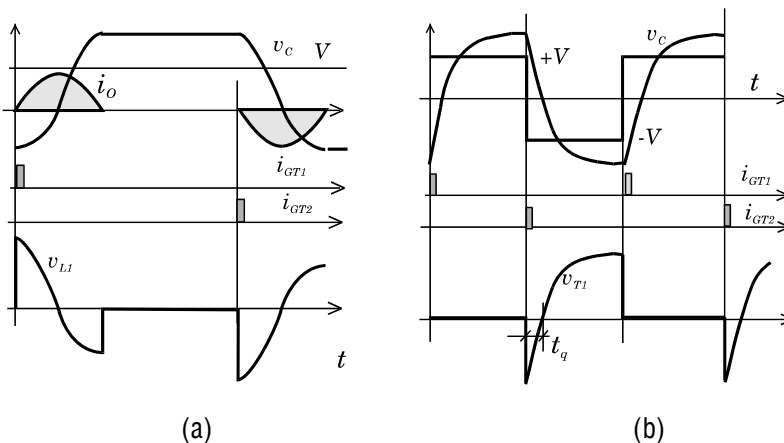 v_C V
i_O
i_GT1
i_GT2
v_L1
t
(a)
+V v_C
t
-V
i_GT1
i_GT2
v_T1
t_q
(b)